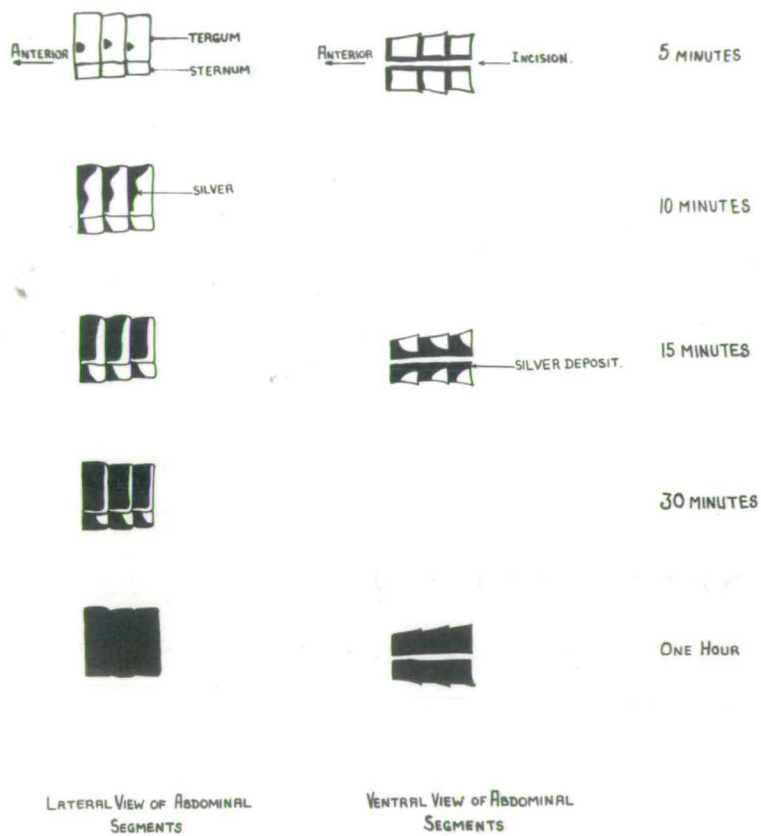 TERGUM
ANTERIOR
STERNUM
ANTERIOR
INCISION.
5 MINUTES
SILVER
10 MINUTES
SILVER DEPOSIT.
15 MINUTES
30 MINUTES
ONE HOUR
LATERAL VIEW OF ABDOMINAL
SEGMENTS
VENTRAL VIEW OF ABDOMINAL
SEGMENTS